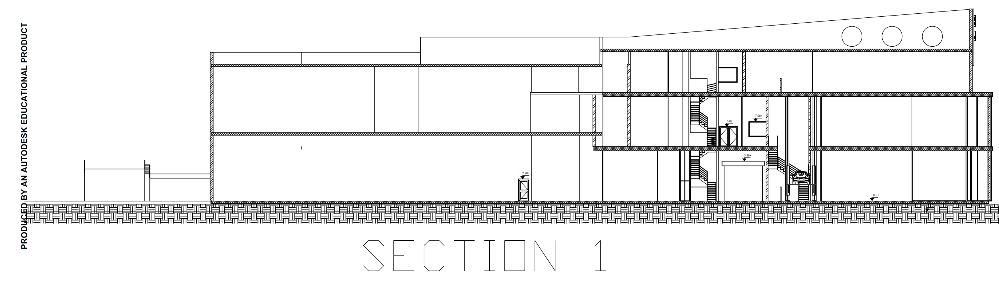 PRODUCED BY AN AUTODESK EDUCATIONAL PRODUCT
7.90+
7.40+
3.90+
2.20+
0.0+
SECTION 1